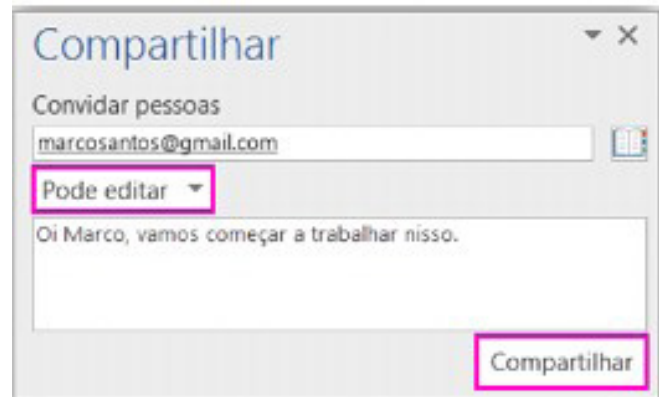 Compartilhar
Convidar pessoas
marcosantos@gmail.com
Pode editar
Oi Marco, vamos começar a trabalhar nisso.
Compartilhar